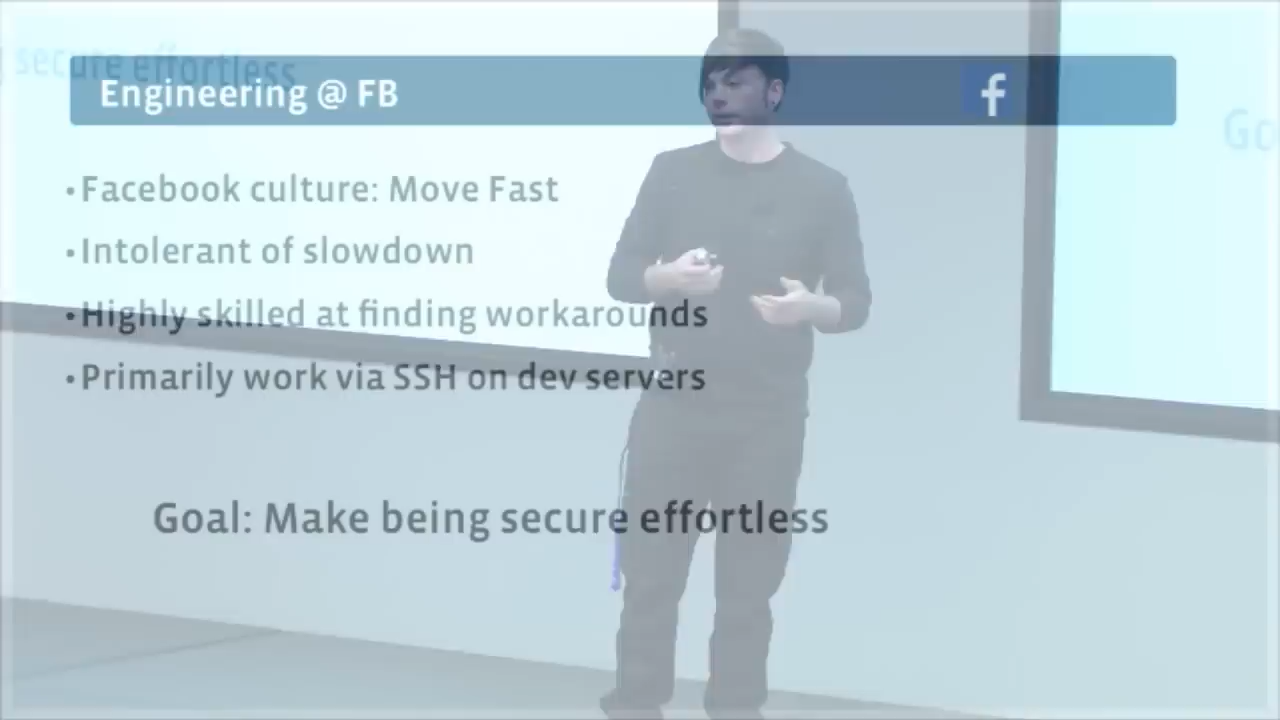 secure effortless
Engineering @ FB
f
Go
•Facebook culture: Move Fast
•Intolerant of slowdown
•Highly skilled at finding workarounds
•Primarily work via SSH on dev servers
Goal: Make being secure effortless